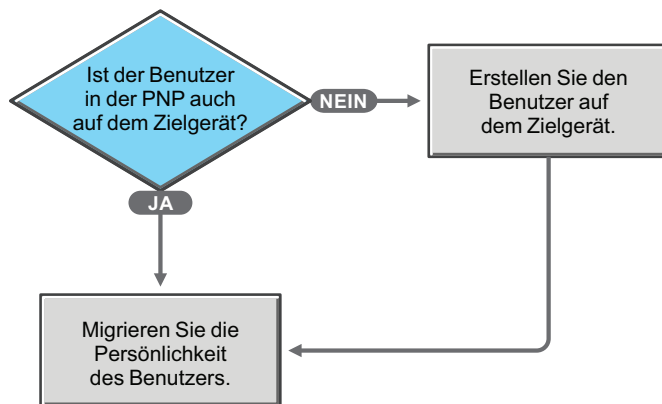 Ist der Benutzer
in der PNP auch
auf dem Zielgerät?
NEIN
Erstellen Sie den
Benutzer auf
dem Zielgerät.
JA
Migrieren Sie die
Persönlichkeit
des Benutzers.